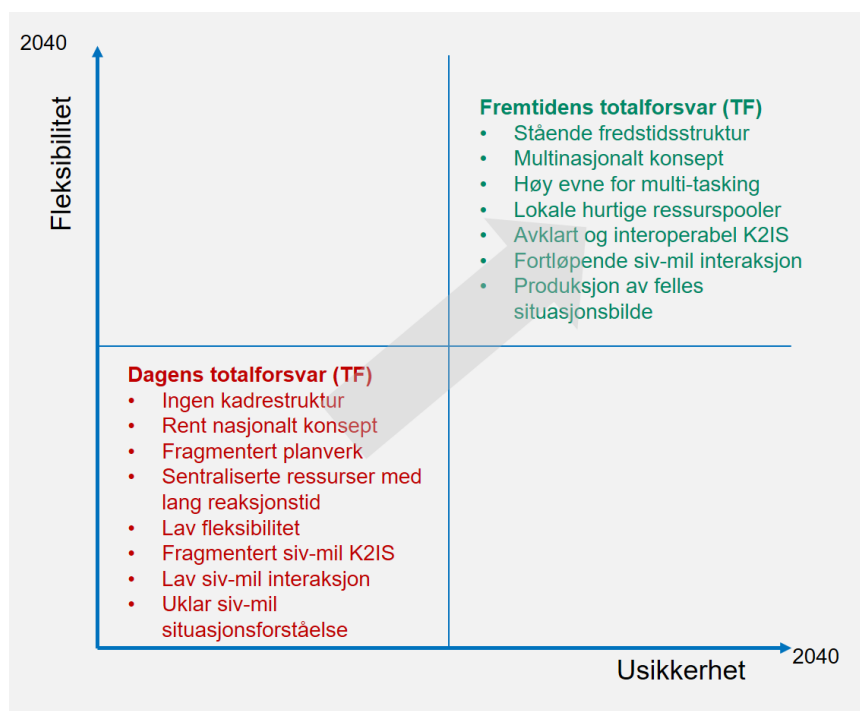 2040
Fleksibilitet
Fremtidens totalforsvar (TF)
• Stående fredstidsstruktur
• Multinasjonalt konsept
• Høy evne for multi-tasking
• Lokale hurtige ressurspooler
• Avklart og interoperabel K2IS
• Fortløpende siv-mil interaksjon
• Produksjon av felles
situasjonsbilde
Dagens totalforsvar (TF)
• Ingen kadrestruktur
• Rent nasjonalt konsept
• Fragmentert planverk
• Sentraliserte ressurser med
lang reaksjonstid
• Lav fleksibilitet
• Fragmentert siv-mil K2IS
• Lav siv-mil interaksjon
• Uklar siv-mil
situasjonsforståelse
Usikkerhet
2040